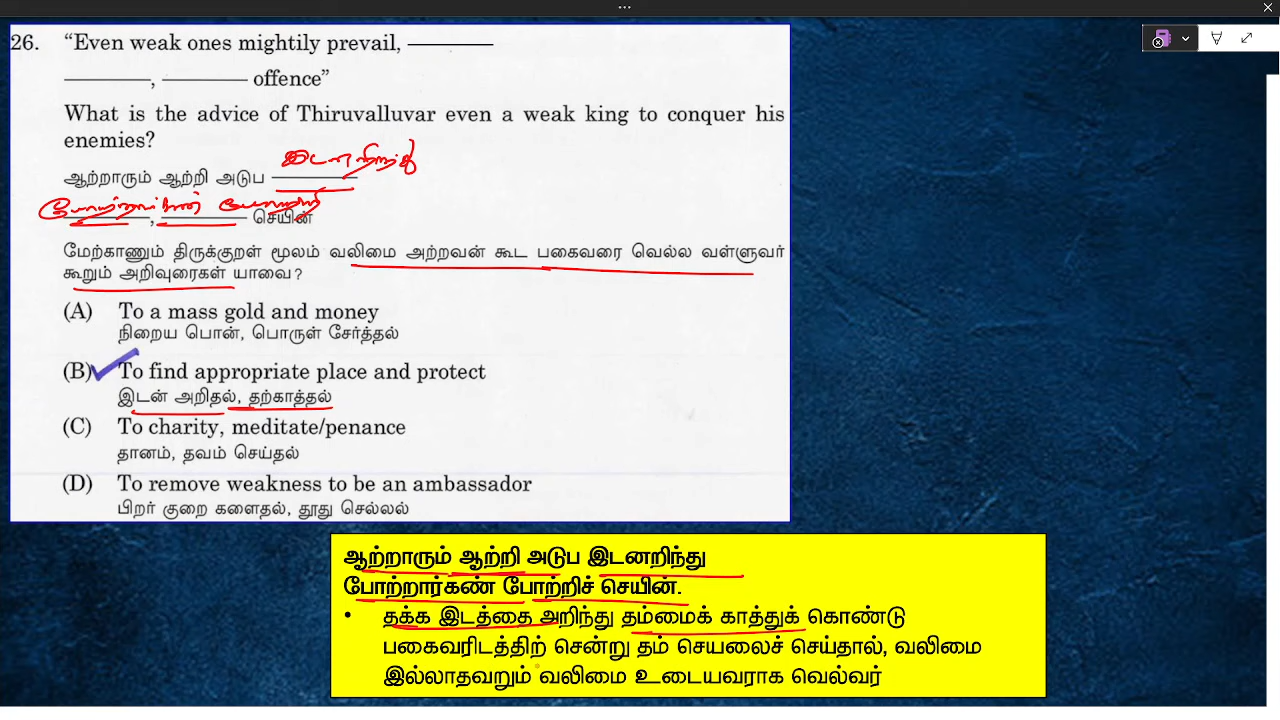 26. “Even weak ones mightily prevail, ________
________, ________ offence”
What is the advice of Thiruvalluvar even a weak king to conquer his
enemies?
இடனறிந்து
ஆற்றாரும் ஆற்றி அடுப ________
போற்றார்கண் போற்றி
________, ________ செயின்
மேற்காணும் திருக்குறள் மூலம் வலிமை அற்றவன் கூட பகைவரை வெல்ல வள்ளுவர்
கூறும் அறிவுரைகள் யாவை?
(A) To a mass gold and money
நிறைய பொன், பொருள் சேர்த்தல்
(B) To find appropriate place and protect
இடன் அறிதல், தற்காத்தல்
(C) To charity, meditate/penance
தானம், தவம் செய்தல்
(D) To remove weakness to be an ambassador
பிறர் குறை களைதல், தூது செல்லல்
ஆற்றாரும் ஆற்றி அடுப இடனறிந்து
போற்றார்கண் போற்றிச் செயின்.
• தக்க இடத்தை அறிந்து தம்மைக் காத்துக் கொண்டு
பகைவரிடத்திற் சென்று தம் செயலைச் செய்தால், வலிமை
இல்லாதவறும் வலிமை உடையவராக வெல்வர்